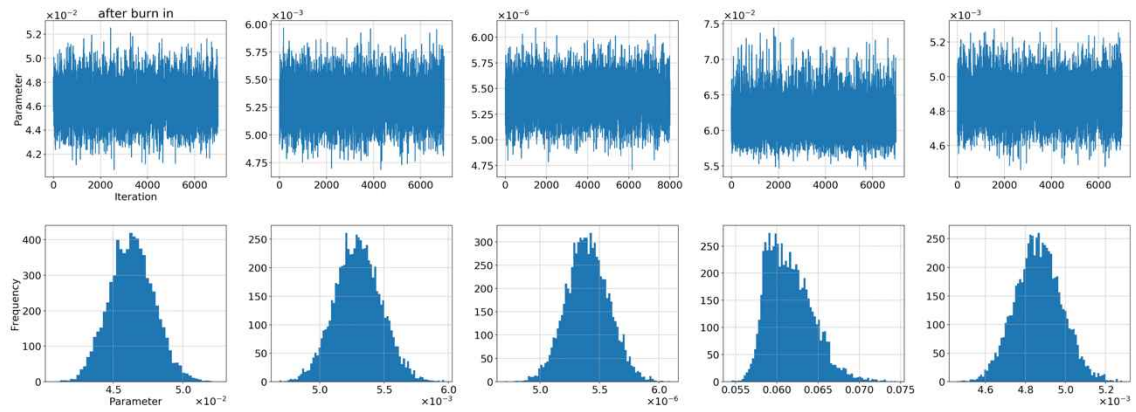 ×10⁻² after burn in ×10⁻³ ×10⁻⁶ ×10⁻² ×10⁻³
5.2 5.0 4.8 4.6 4.4 4.2
Parameter
0 2000 4000 6000
Iteration
6.00 5.75 5.50 5.25 5.00 4.75
0 2000 4000 6000
6.00 5.75 5.50 5.25 5.00 4.75
0 2000 4000 6000 8000
7.5 7.0 6.5 6.0 5.5
0 2000 4000 6000
5.2 5.0 4.8 4.6
0 2000 4000 6000
400 300 200 100 0
Frequency
4.5 5.0
Parameter ×10⁻²
250 200 150 100 50 0
5.0 5.5 6.0
×10⁻³
300 250 200 150 100 50 0
5.0 5.5 6.0
×10⁻⁶
250 200 150 100 50 0
0.055 0.060 0.065 0.070 0.075
250 200 150 100 50 0
4.6 4.8 5.0 5.2
×10⁻³